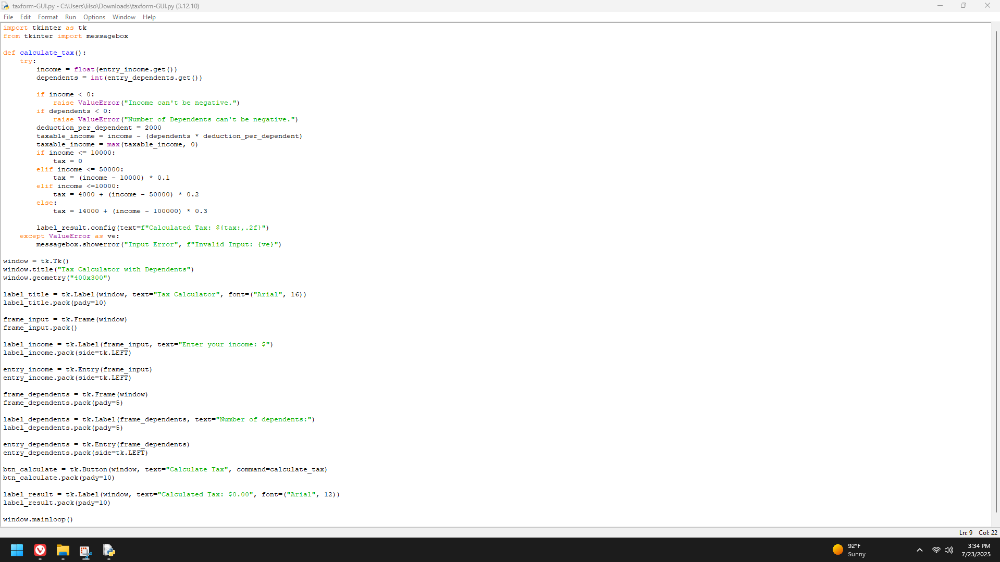 taxform-GUI.py - C:\Users\lilso\Downloads\taxform-GUI.py (3.12.10)
File Edit Format Run Options Window Help
import tkinter as tk
from tkinter import messagebox

def calculate_tax():
    try:
        income = float(entry_income.get())
        dependents = int(entry_dependents.get())

        if income < 0:
            raise ValueError("Income can't be negative.")
        if dependents < 0:
            raise ValueError("Number of Dependents can't be negative.")
        deduction_per_dependent = 2000
        taxable_income = income - (dependents * deduction_per_dependent)
        taxable_income = max(taxable_income, 0)
        if income <= 10000:
            tax = 0
        elif income <= 50000:
            tax = (income - 10000) * 0.1
        elif income <=10000:
            tax = 4000 + (income - 50000) * 0.2
        else:
            tax = 14000 + (income - 100000) * 0.3

        label_result.config(text=f"Calculated Tax: ${tax:,.2f}")
    except ValueError as ve:
        messagebox.showerror("Input Error", f"Invalid Input: {ve}")

window = tk.Tk()
window.title("Tax Calculator with Dependents")
window.geometry("400x300")

label_title = tk.Label(window, text="Tax Calculator", font=("Arial", 16))
label_title.pack(pady=10)

frame_input = tk.Frame(window)
frame_input.pack()

label_income = tk.Label(frame_input, text="Enter your income: $")
label_income.pack(side=tk.LEFT)

entry_income = tk.Entry(frame_input)
entry_income.pack(side=tk.LEFT)

frame_dependents = tk.Frame(window)
frame_dependents.pack(pady=5)

label_dependents = tk.Label(frame_dependents, text="Number of dependents:")
label_dependents.pack(pady=5)

entry_dependents = tk.Entry(frame_dependents)
entry_dependents.pack(side=tk.LEFT)

btn_calculate = tk.Button(window, text="Calculate Tax", command=calculate_tax)
btn_calculate.pack(pady=10)

label_result = tk.Label(window, text="Calculated Tax: $0.00", font=("Arial", 12))
label_result.pack(pady=10)

window.mainloop()
Ln: 9 Col: 22
92°F
Sunny
3:34 PM
7/23/2025